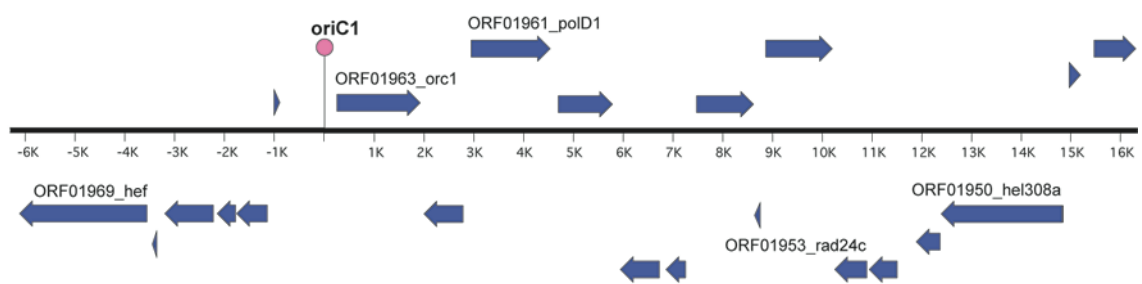 ORF01961_polD1
oriC1
ORF01963_orc1
-6K -5K -4K -3K -2K -1K 1K 2K 3K 4K 5K 6K 7K 8K 9K 10K 11K 12K 13K 14K 15K 16K
ORF01969_hef
ORF01950_hel308a
ORF01953_rad24c